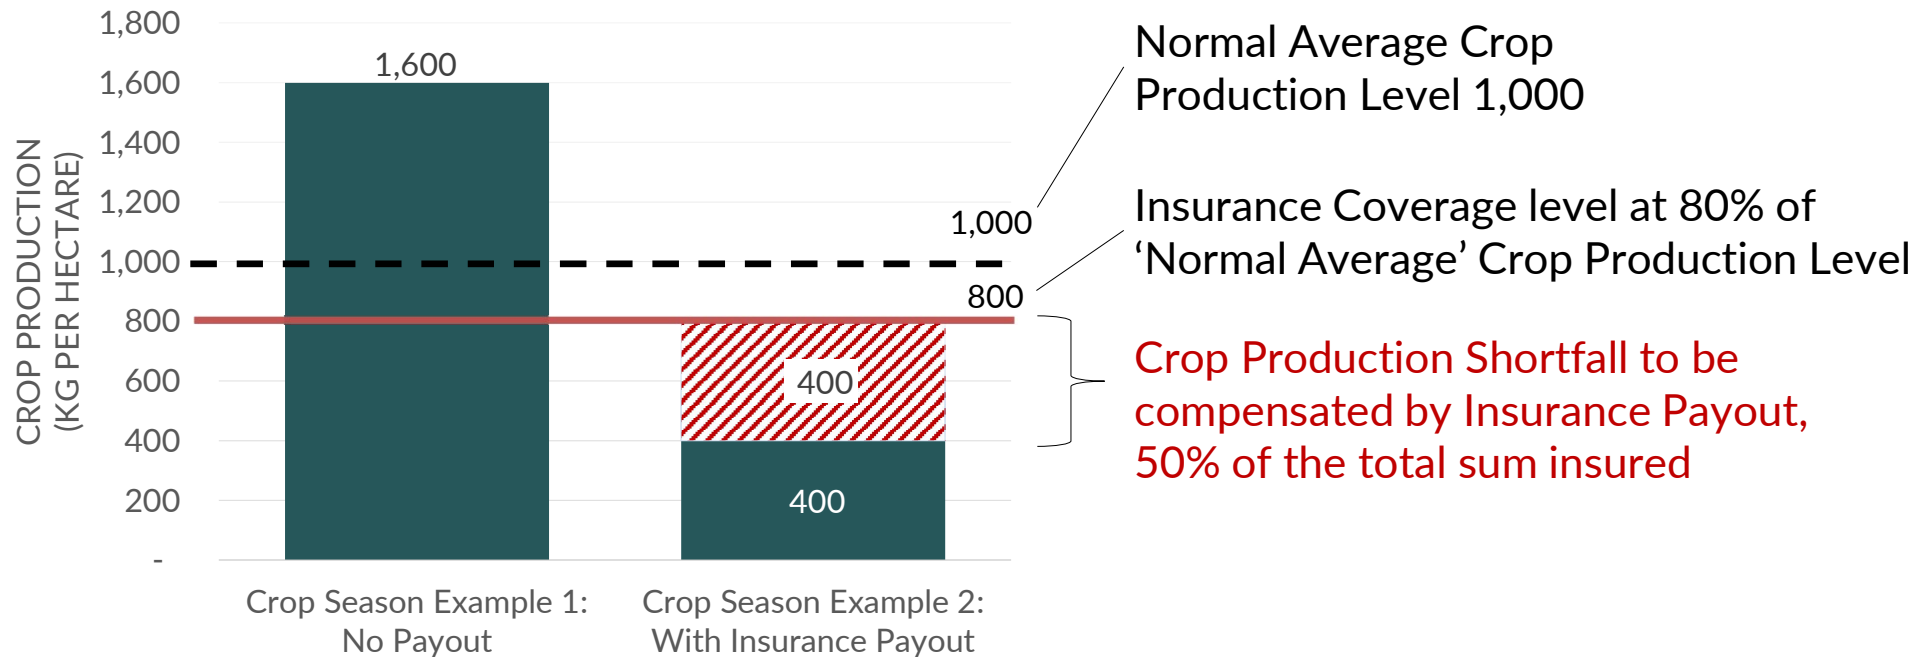 CROP PRODUCTION
(KG PER HECTARE)
1,800
1,600
1,400
1,200
1,000
800
600
400
200
-
1,600
1,000
800
400
400
Crop Season Example 1:
No Payout
Crop Season Example 2:
With Insurance Payout
Normal Average Crop
Production Level 1,000
Insurance Coverage level at 80% of
‘Normal Average’ Crop Production Level
Crop Production Shortfall to be
compensated by Insurance Payout,
50% of the total sum insured